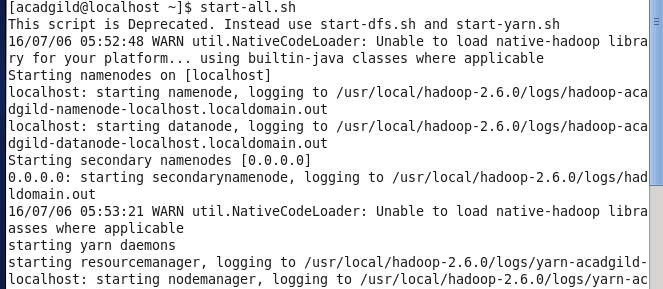 [acadgild@localhost ~]$ start-all.sh
This script is Deprecated. Instead use start-dfs.sh and start-yarn.sh
16/07/06 05:52:48 WARN util.NativeCodeLoader: Unable to load native-hadoop libra
ry for your platform... using builtin-java classes where applicable
Starting namenodes on [localhost]
localhost: starting namenode, logging to /usr/local/hadoop-2.6.0/logs/hadoop-aca
dgild-namenode-localhost.localdomain.out
localhost: starting datanode, logging to /usr/local/hadoop-2.6.0/logs/hadoop-aca
dgild-datanode-localhost.localdomain.out
Starting secondary namenodes [0.0.0.0]
0.0.0.0: starting secondarynamenode, logging to /usr/local/hadoop-2.6.0/logs/had
ldomain.out
16/07/06 05:53:21 WARN util.NativeCodeLoader: Unable to load native-hadoop libra
asses where applicable
starting yarn daemons
starting resourcemanager, logging to /usr/local/hadoop-2.6.0/logs/yarn-acadgild-
localhost: starting nodemanager, logging to /usr/local/hadoop-2.6.0/logs/yarn-ac